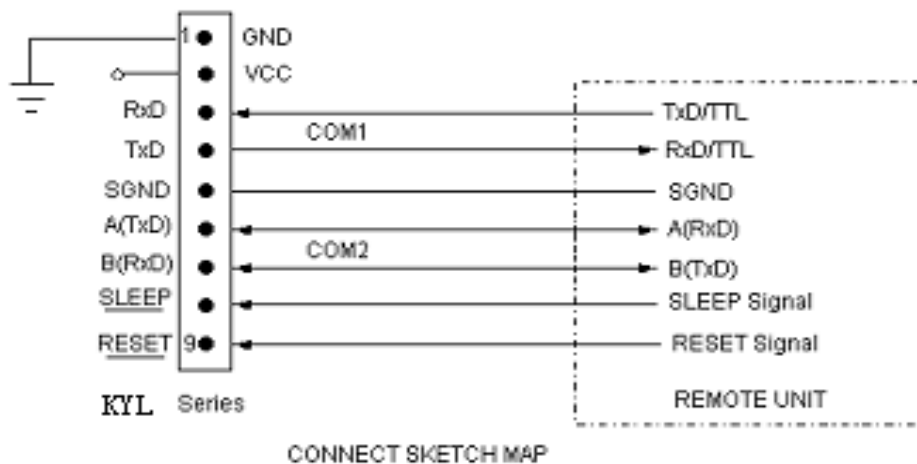 1 GND
VCC
RxD COM1 TxD/TTL
TxD RxD/TTL
SGND SGND
A(TxD) COM2 A(RxD)
B(RxD) B(TxD)
SLEEP SLEEP Signal
RESET 9 RESET Signal
KYL Series REMOTE UNIT
CONNECT SKETCH MAP